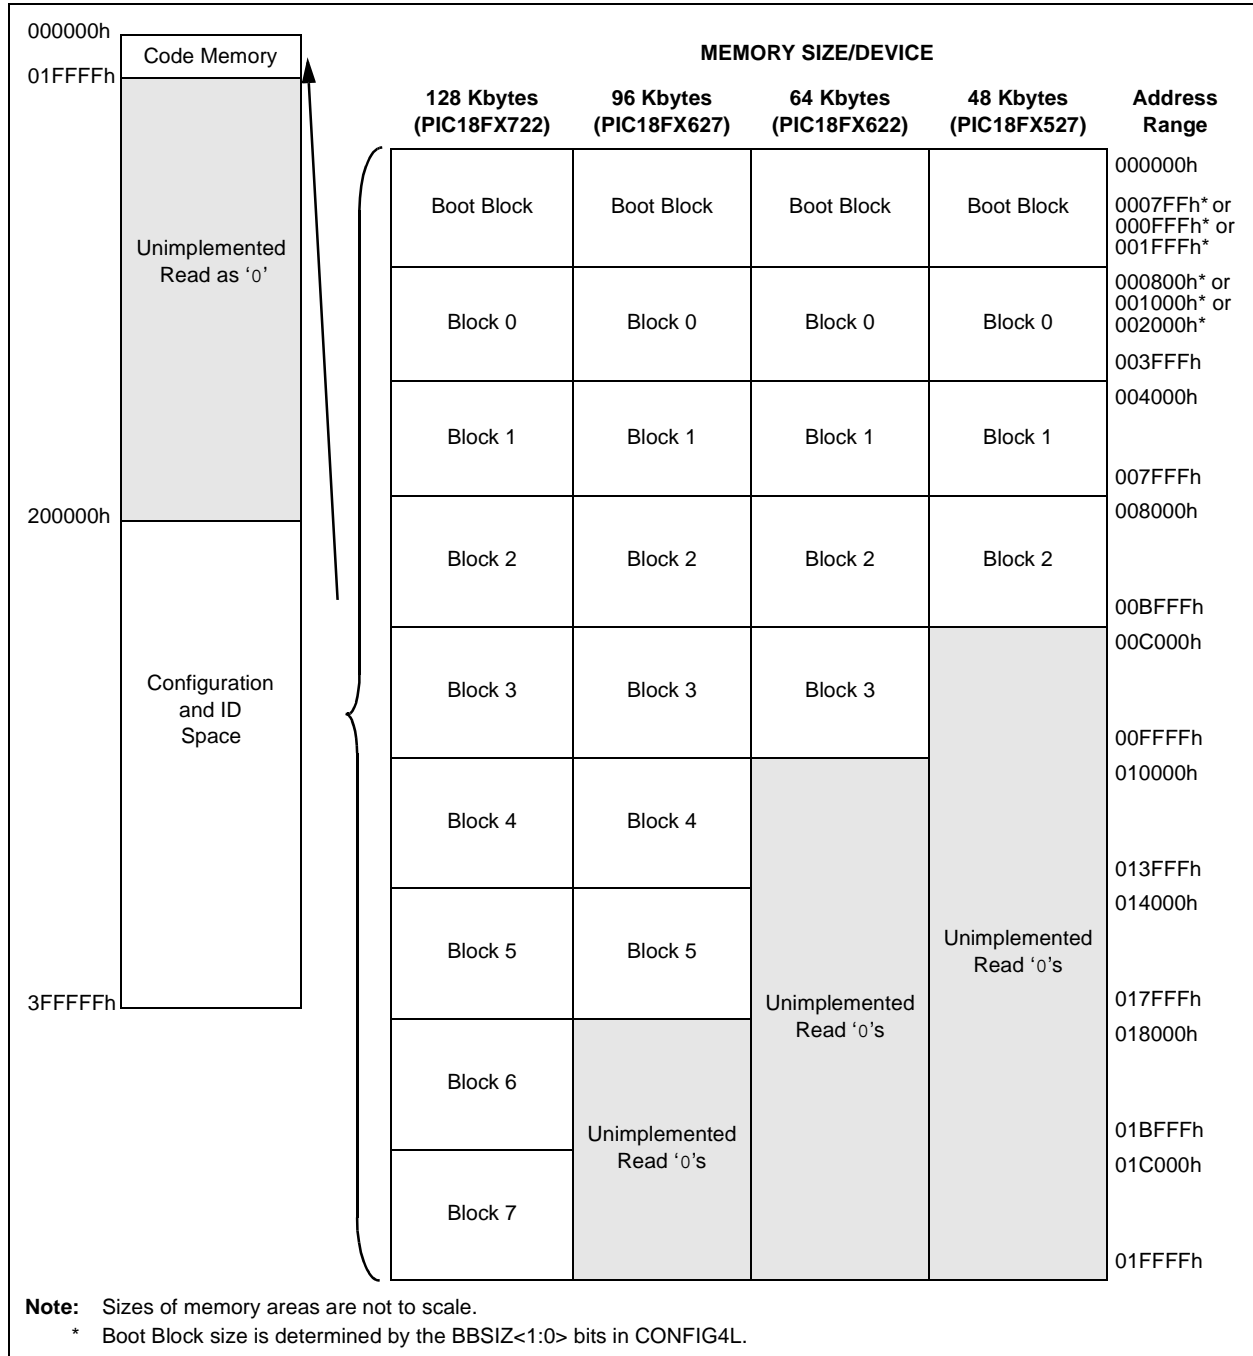 000000h
Code Memory
01FFFFh
Unimplemented
Read as ‘0’
200000h
Configuration
and ID
Space
3FFFFFh
MEMORY SIZE/DEVICE
128 Kbytes
(PIC18FX722)
96 Kbytes
(PIC18FX627)
64 Kbytes
(PIC18FX622)
48 Kbytes
(PIC18FX527)
Address
Range
Boot Block
Boot Block
Boot Block
Boot Block
000000h
0007FFh* or
000FFFh* or
001FFFh*
Block 0
Block 0
Block 0
Block 0
000800h* or
001000h* or
002000h*
003FFFh
Block 1
Block 1
Block 1
Block 1
004000h
007FFFh
Block 2
Block 2
Block 2
Block 2
008000h
00BFFFh
Block 3
Block 3
Block 3
00C000h
00FFFFh
Block 4
Block 4
010000h
013FFFh
Block 5
Block 5
Unimplemented
Read ‘0’s
014000h
017FFFh
Block 6
Unimplemented
Read ‘0’s
018000h
01BFFFh
Block 7
Unimplemented
Read ‘0’s
01C000h
01FFFFh
Note: Sizes of memory areas are not to scale.
* Boot Block size is determined by the BBSIZ<1:0> bits in CONFIG4L.